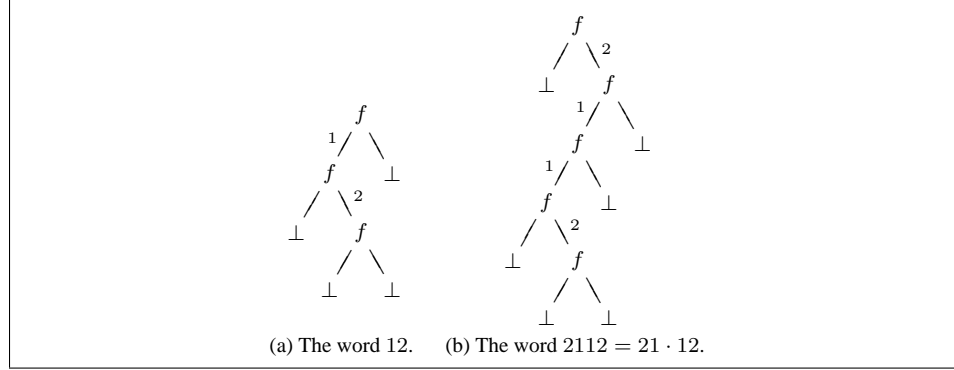 f
2
⊥ f
1
f f ⊥
1 1
f ⊥ f ⊥
2 2
⊥ f ⊥ f
⊥ ⊥ ⊥ ⊥
(a) The word 12. (b) The word 2112 = 21 · 12.